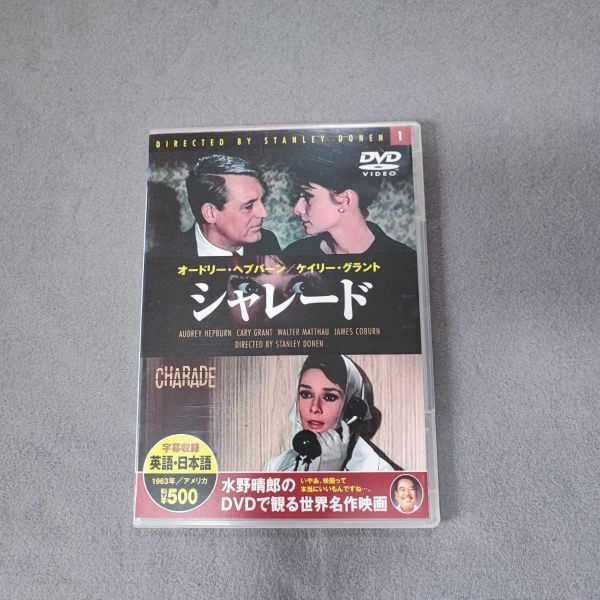 DIRECTED BY STANLEY DONEN 1
DVD
VIDEO
オードリー・ヘプバーン/ケイリー・グラント
シャレード
AUDREY HEPBURN CARY GRANT WALTER MATTHAU JAMES COBURN
DIRECTED BY STANLEY DONEN
CHARADE
字幕収録
英語・日本語
1963年/アメリカ
税込¥500
水野晴郎の
いやぁ、映画って
本当にいいもんですね…。
DVDで観る世界名作映画